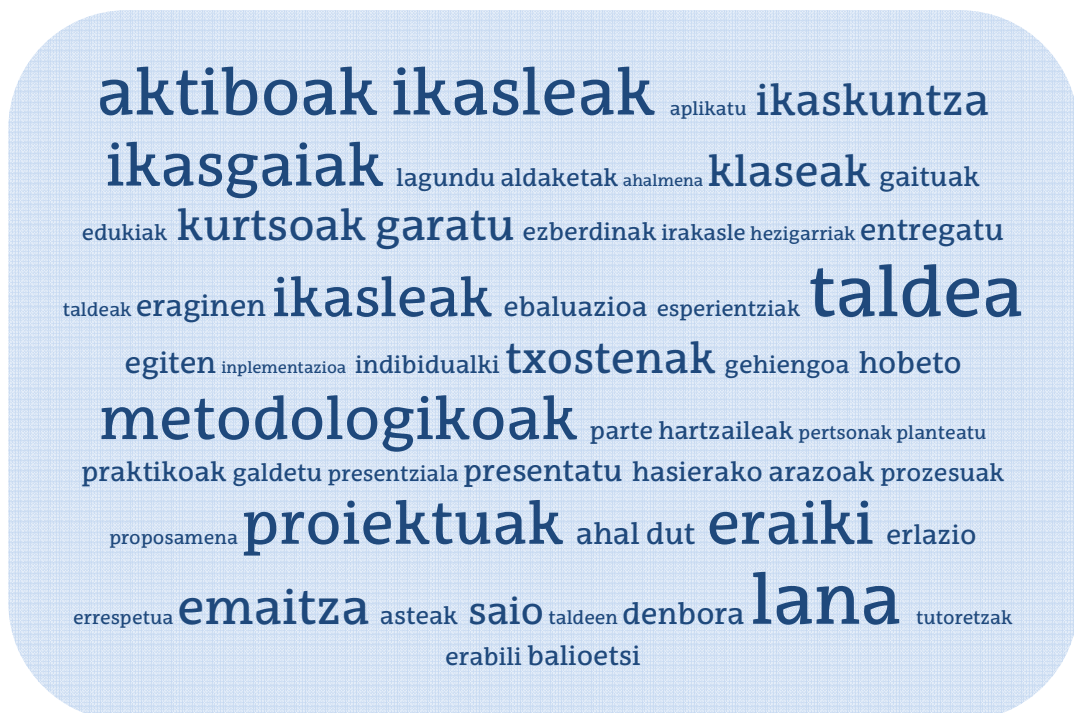 aktiboak ikasleak aplikatu ikaskuntza
ikasgaiak lagundu aldaketak ahalmena klaseak gaituak
edukiak kurtsoak garatu ezberdinak irakasle hezigarriak entregatu
taldeak eraginen ikasleak ebaluazioa esperientziak taldea
egiten inplementazioa indibidualki txostenak gehiengoa hobeto
metodologikoak parte hartzaileak pertsonak planteatu
praktikoak galdetu presentziala presentatu hasierako arazoak prozesuak
proposamena proiektuak ahal dut eraiki erlazio
errespetua emaitza asteak saio taldeen denbora lana tutoretzak
erabili balioetsi